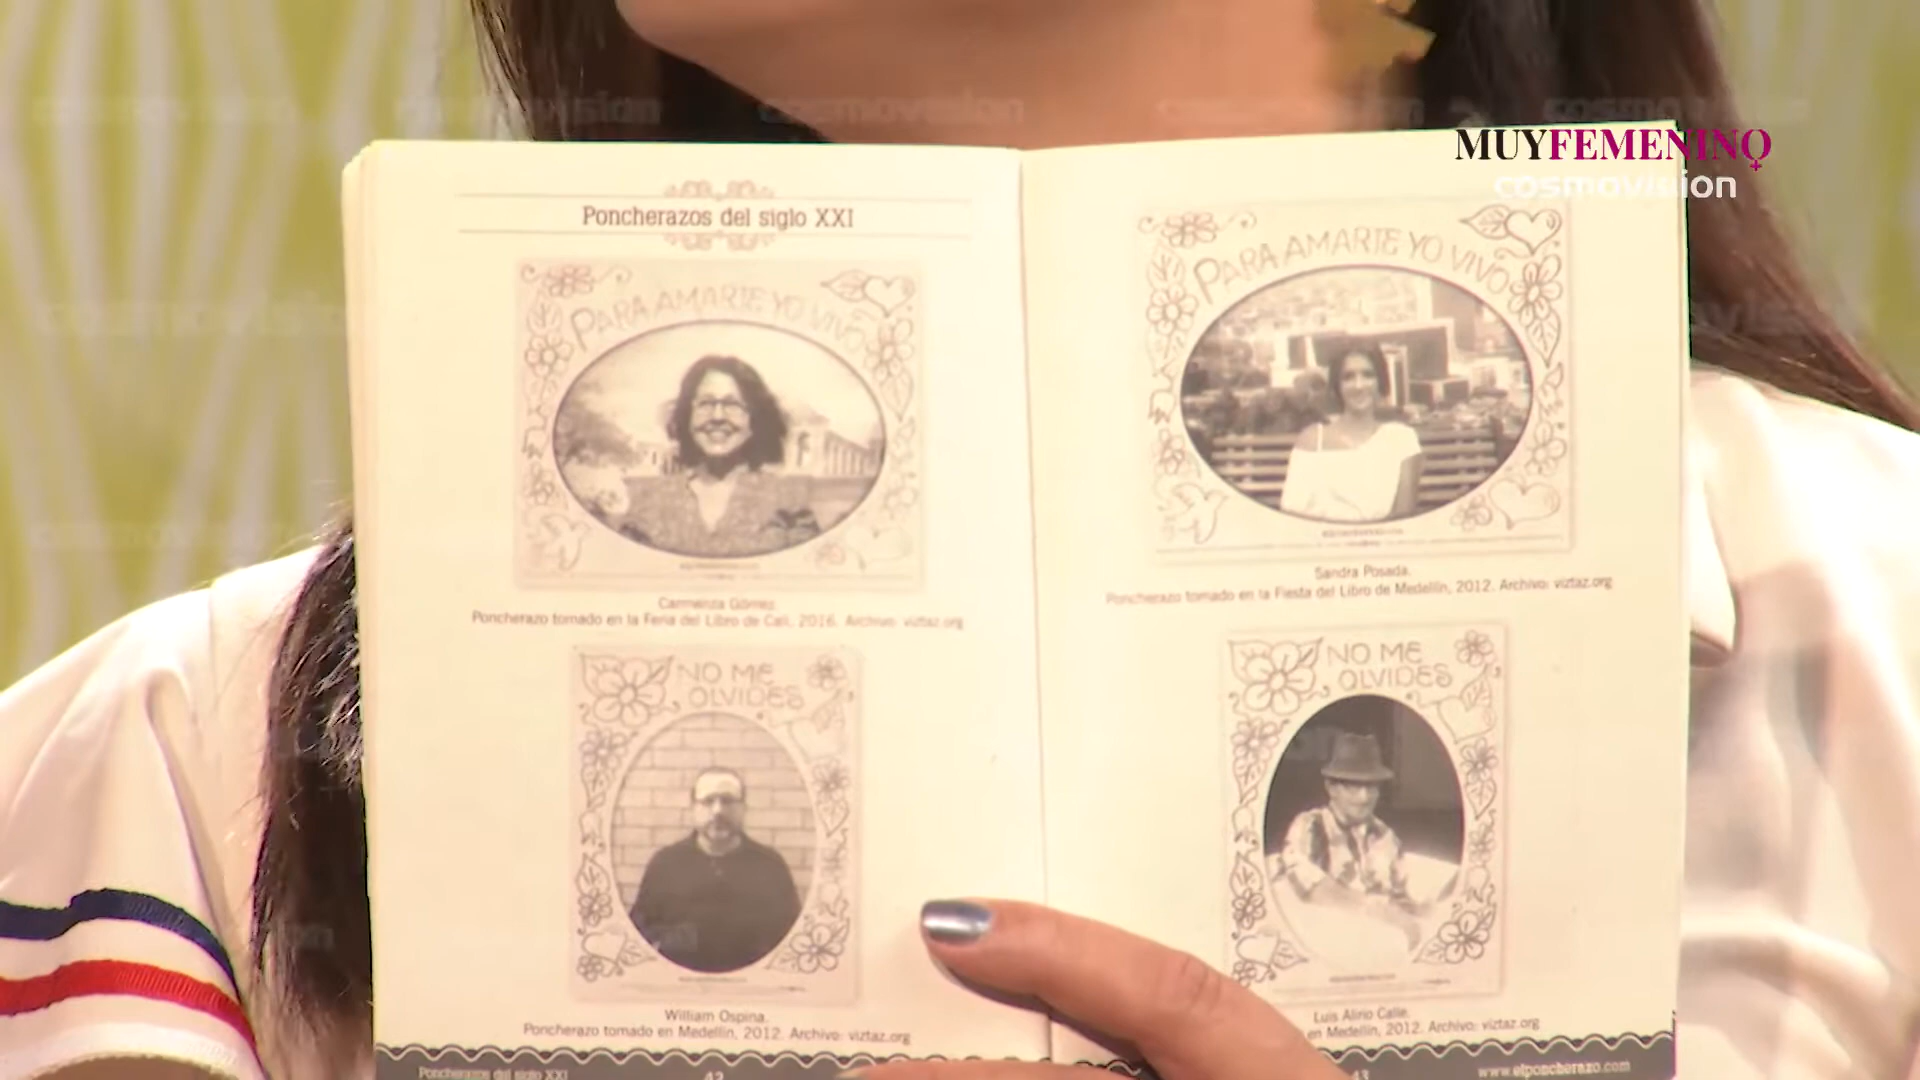 MUYFEMENINO
cosmovision
Poncherazos del siglo XXI
PARA AMARTE YO VIVO
Carmenza Gómez.
Poncherazo tomado en la Feria del Libro de Cali, 2016. Archivo: viztaz.org
NO ME
OLVIDES
William Ospina.
Poncherazo tomado en Medellín, 2012. Archivo: viztaz.org
Poncherazos del siglo XXI
42
PARA AMARTE YO VIVO
Sandra Posada.
Poncherazo tomado en la Fiesta del Libro de Medellín, 2012. Archivo: viztaz.org
NO ME
OLVIDES
Luis Alirio Calle.
en Medellín, 2012. Archivo: viztaz.org
43
www.elponcherazo.com